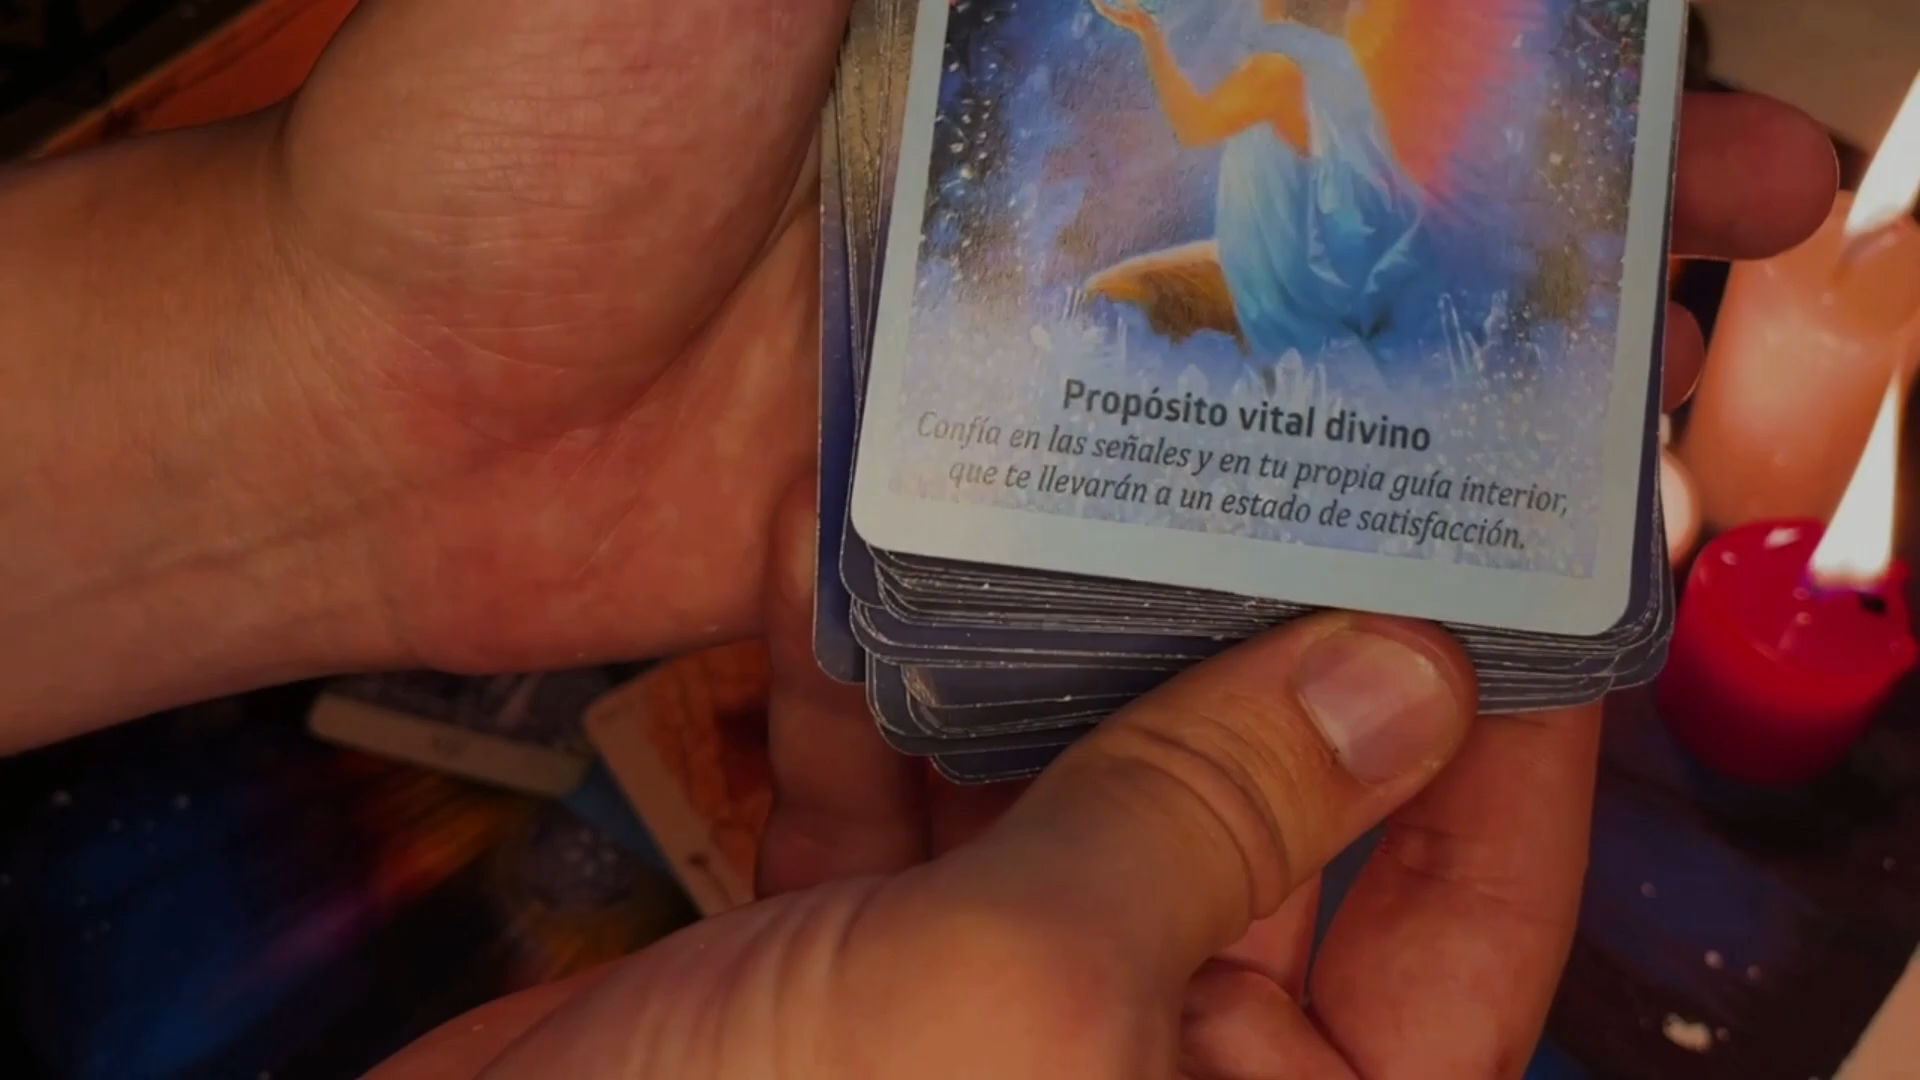 Propósito vital divino
Confía en las señales y en tu propia guía interior,
que te llevarán a un estado de satisfacción.